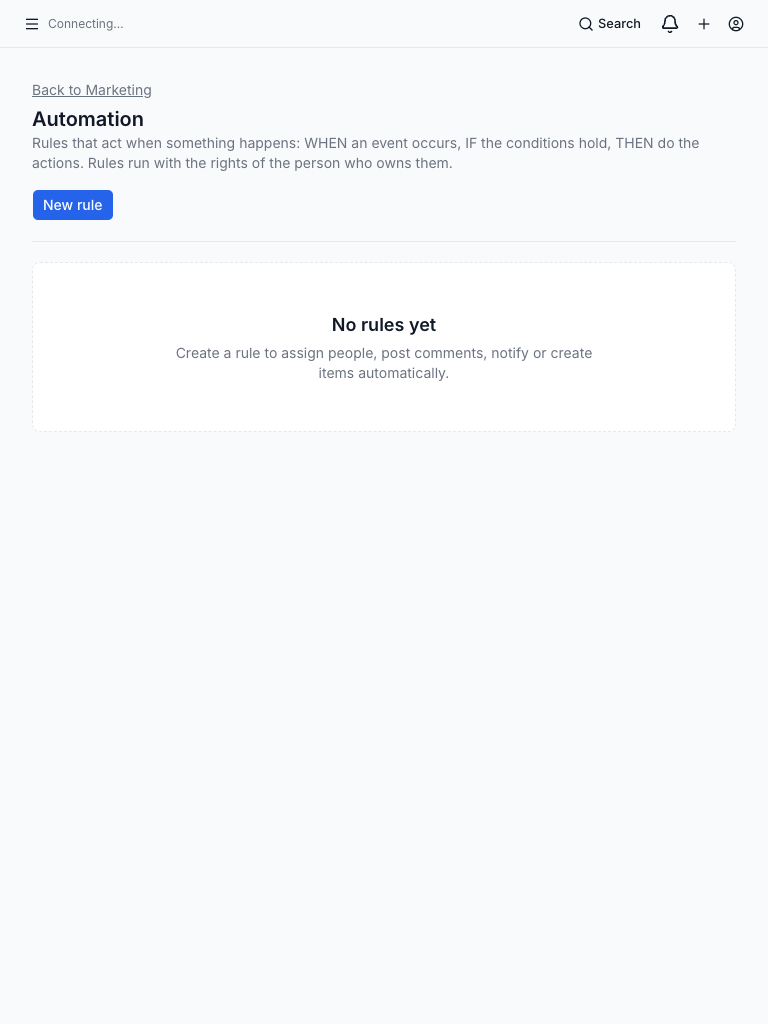 Connecting...
Search
Back to Marketing
Automation
Rules that act when something happens: WHEN an event occurs, IF the conditions hold, THEN do the
actions. Rules run with the rights of the person who owns them.
New rule
No rules yet
Create a rule to assign people, post comments, notify or create
items automatically.